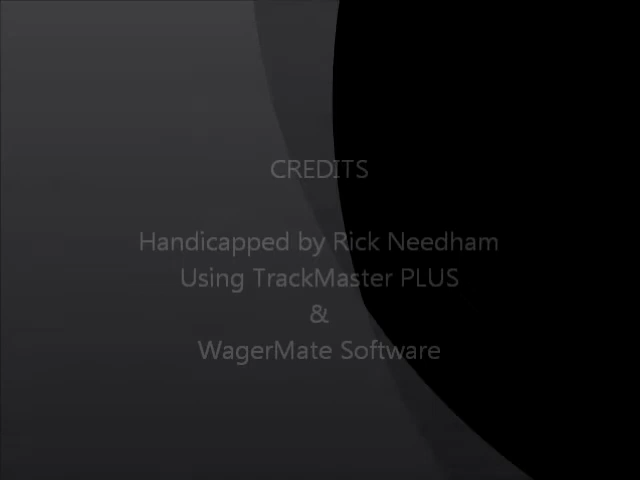 CREDITS
Handicapped by Rick Needham
Using TrackMaster PLUS
&
WagerMate Software